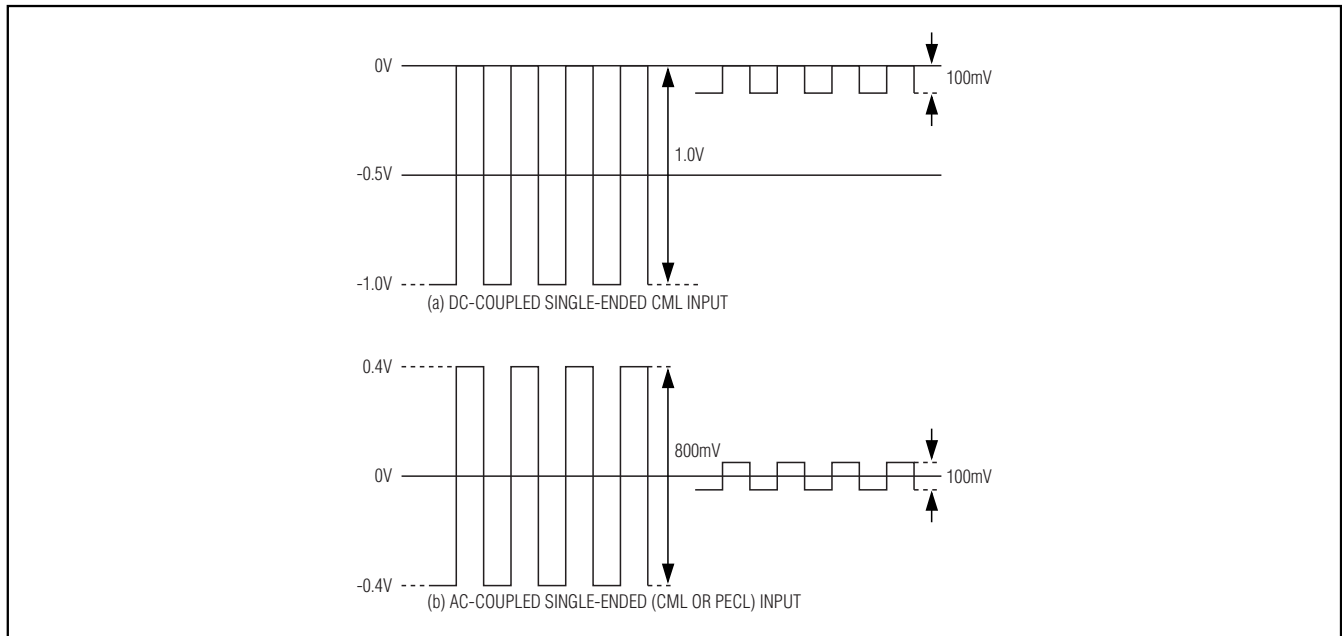 0V
100mV
1.0V
-0.5V
-1.0V
(a) DC-COUPLED SINGLE-ENDED CML INPUT
0.4V
800mV
0V
100mV
-0.4V
(b) AC-COUPLED SINGLE-ENDED (CML OR PECL) INPUT